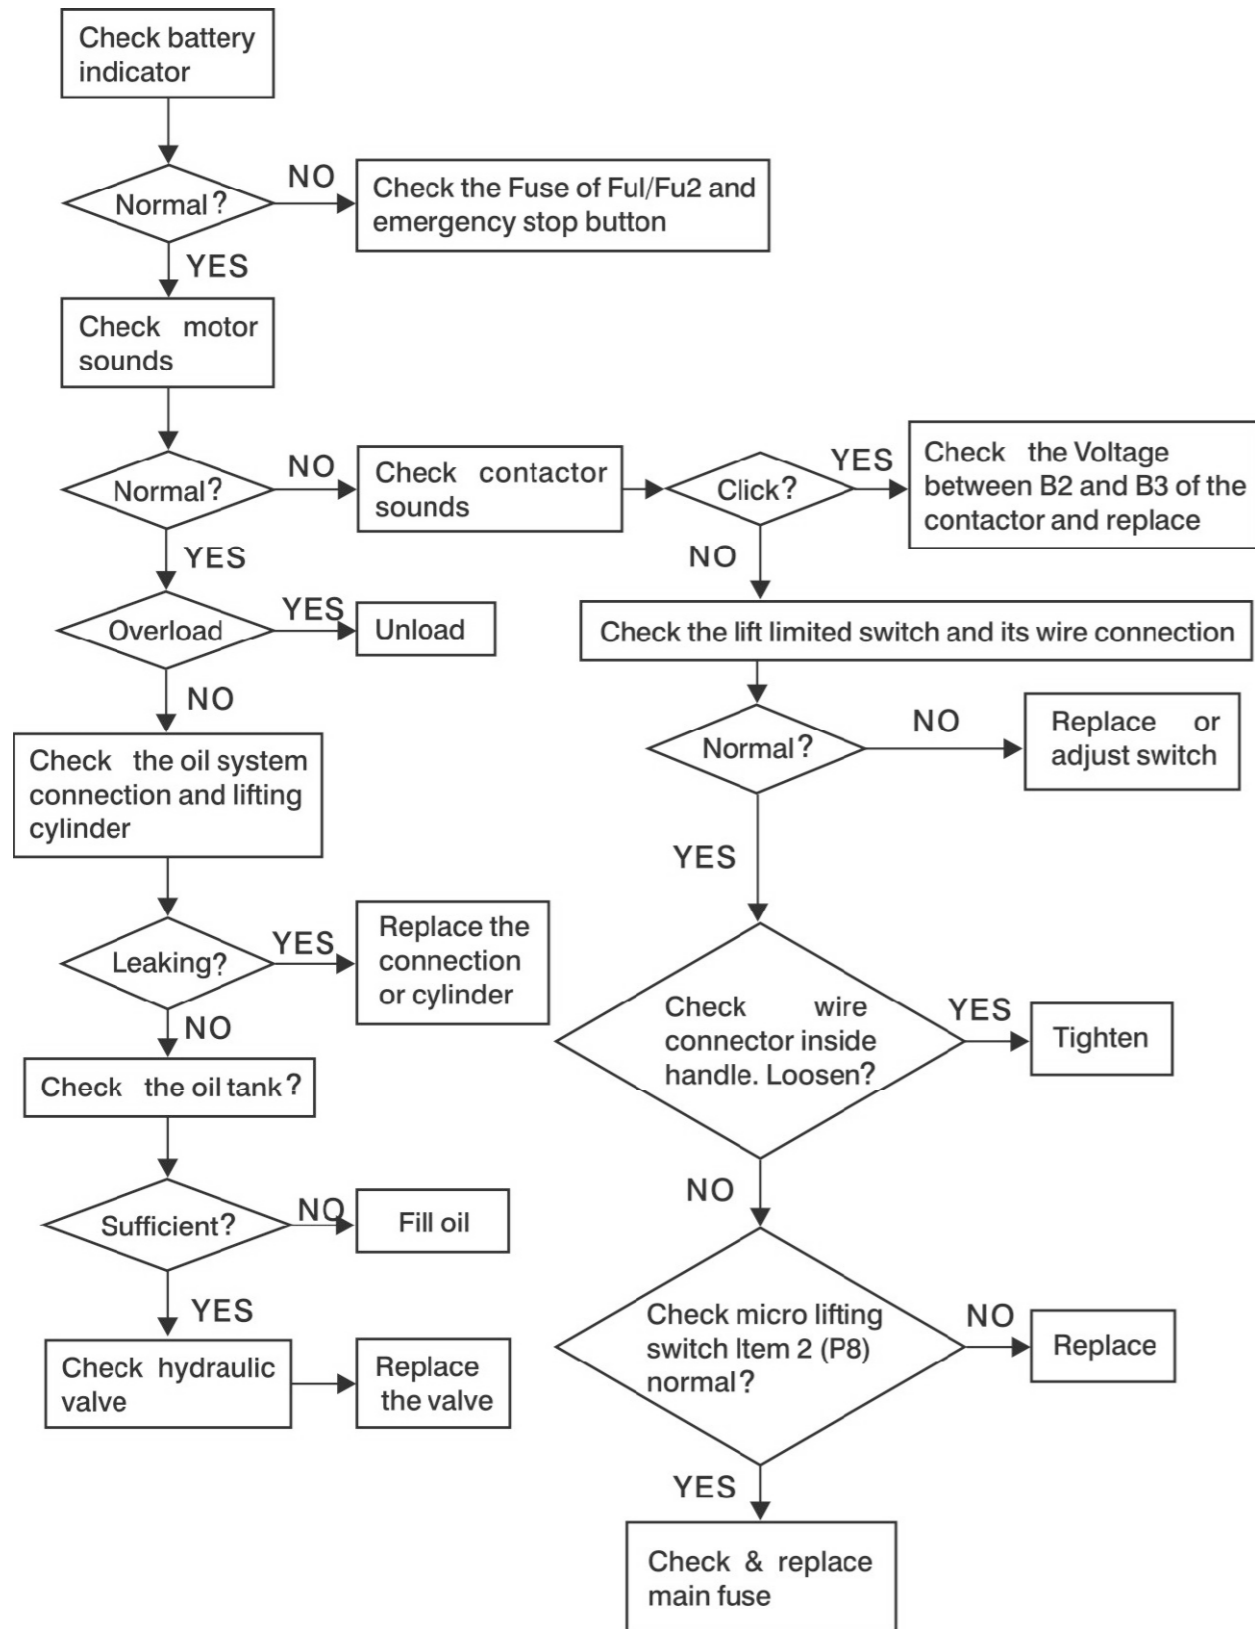 Check battery
indicator
Normal?
NO
Check the Fuse of Ful/Fu2 and
emergency stop button
YES
Check motor
sounds
Normal?
NO
Check contactor
sounds
Click?
YES
Check the Voltage
between B2 and B3 of the
contactor and replace
YES
NO
Overload
YES
Unload
Check the lift limited switch and its wire connection
NO
Normal?
NO
Replace or
adjust switch
Check the oil system
connection and lifting
cylinder
YES
Leaking?
YES
Replace the
connection
or cylinder
Check wire
connector inside
handle. Loosen?
YES
Tighten
NO
Check the oil tank?
NO
Sufficient?
NO
Fill oil
YES
Check micro lifting
switch Item 2 (P8)
normal?
NO
Replace
Check hydraulic
valve
Replace
the valve
YES
Check & replace
main fuse